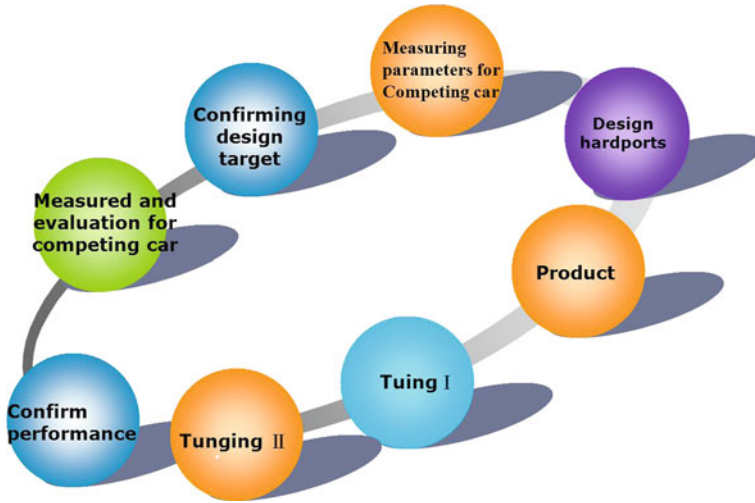 Measured and
evaluation for
competing car
Confirming
design
target
Measuring
parameters for
Competing car
Design
hardports
Product
Tuing Ⅰ
Tunging Ⅱ
Confirm
performance